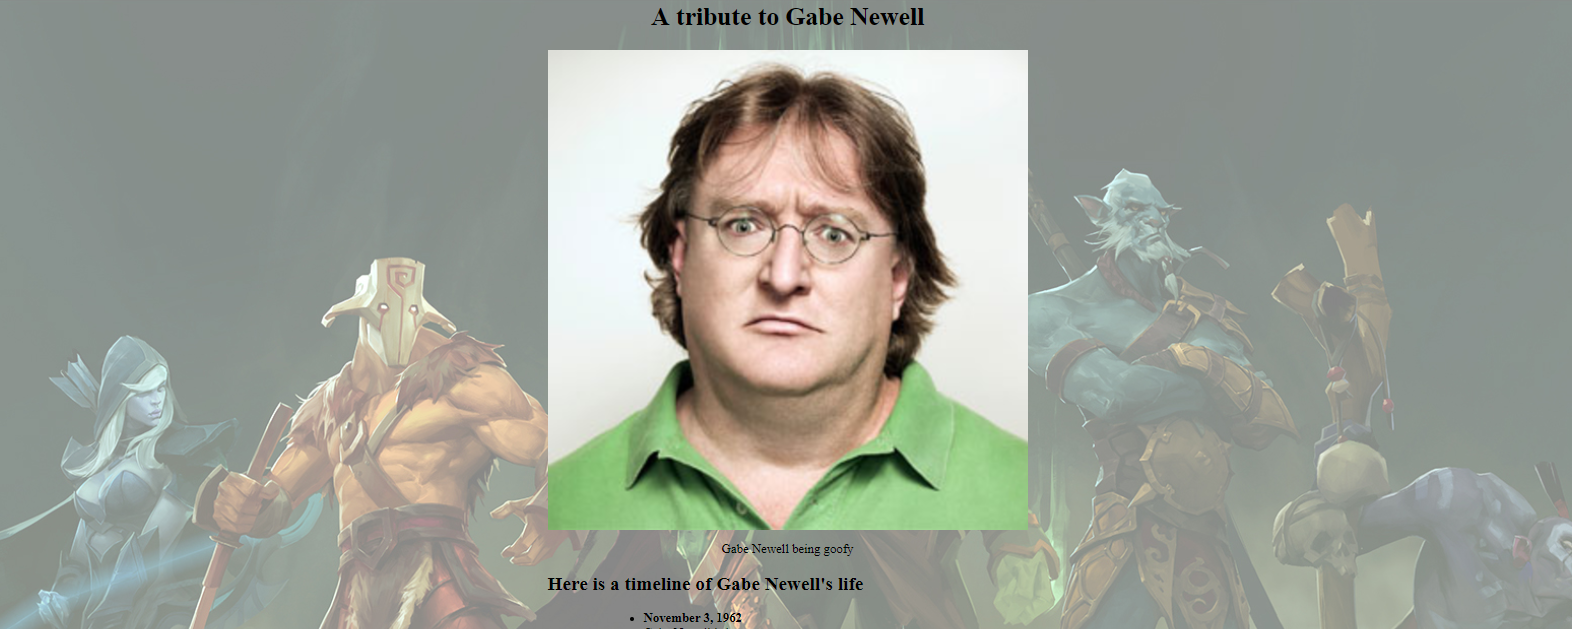 A tribute to Gabe Newell
Gabe Newell being goofy
Here is a timeline of Gabe Newell's life
November 3, 1962